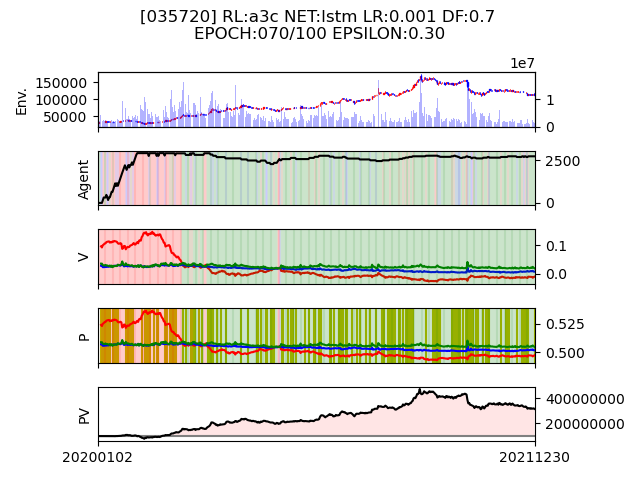 [035720] RL:a3c NET:lstm LR:0.001 DF:0.7
EPOCH:070/100 EPSILON:0.30
1e7
Env.
150000
100000
50000
1
0
Agent
2500
0
V
0.1
0.0
P
0.525
0.500
PV
400000000
200000000
20200102
20211230